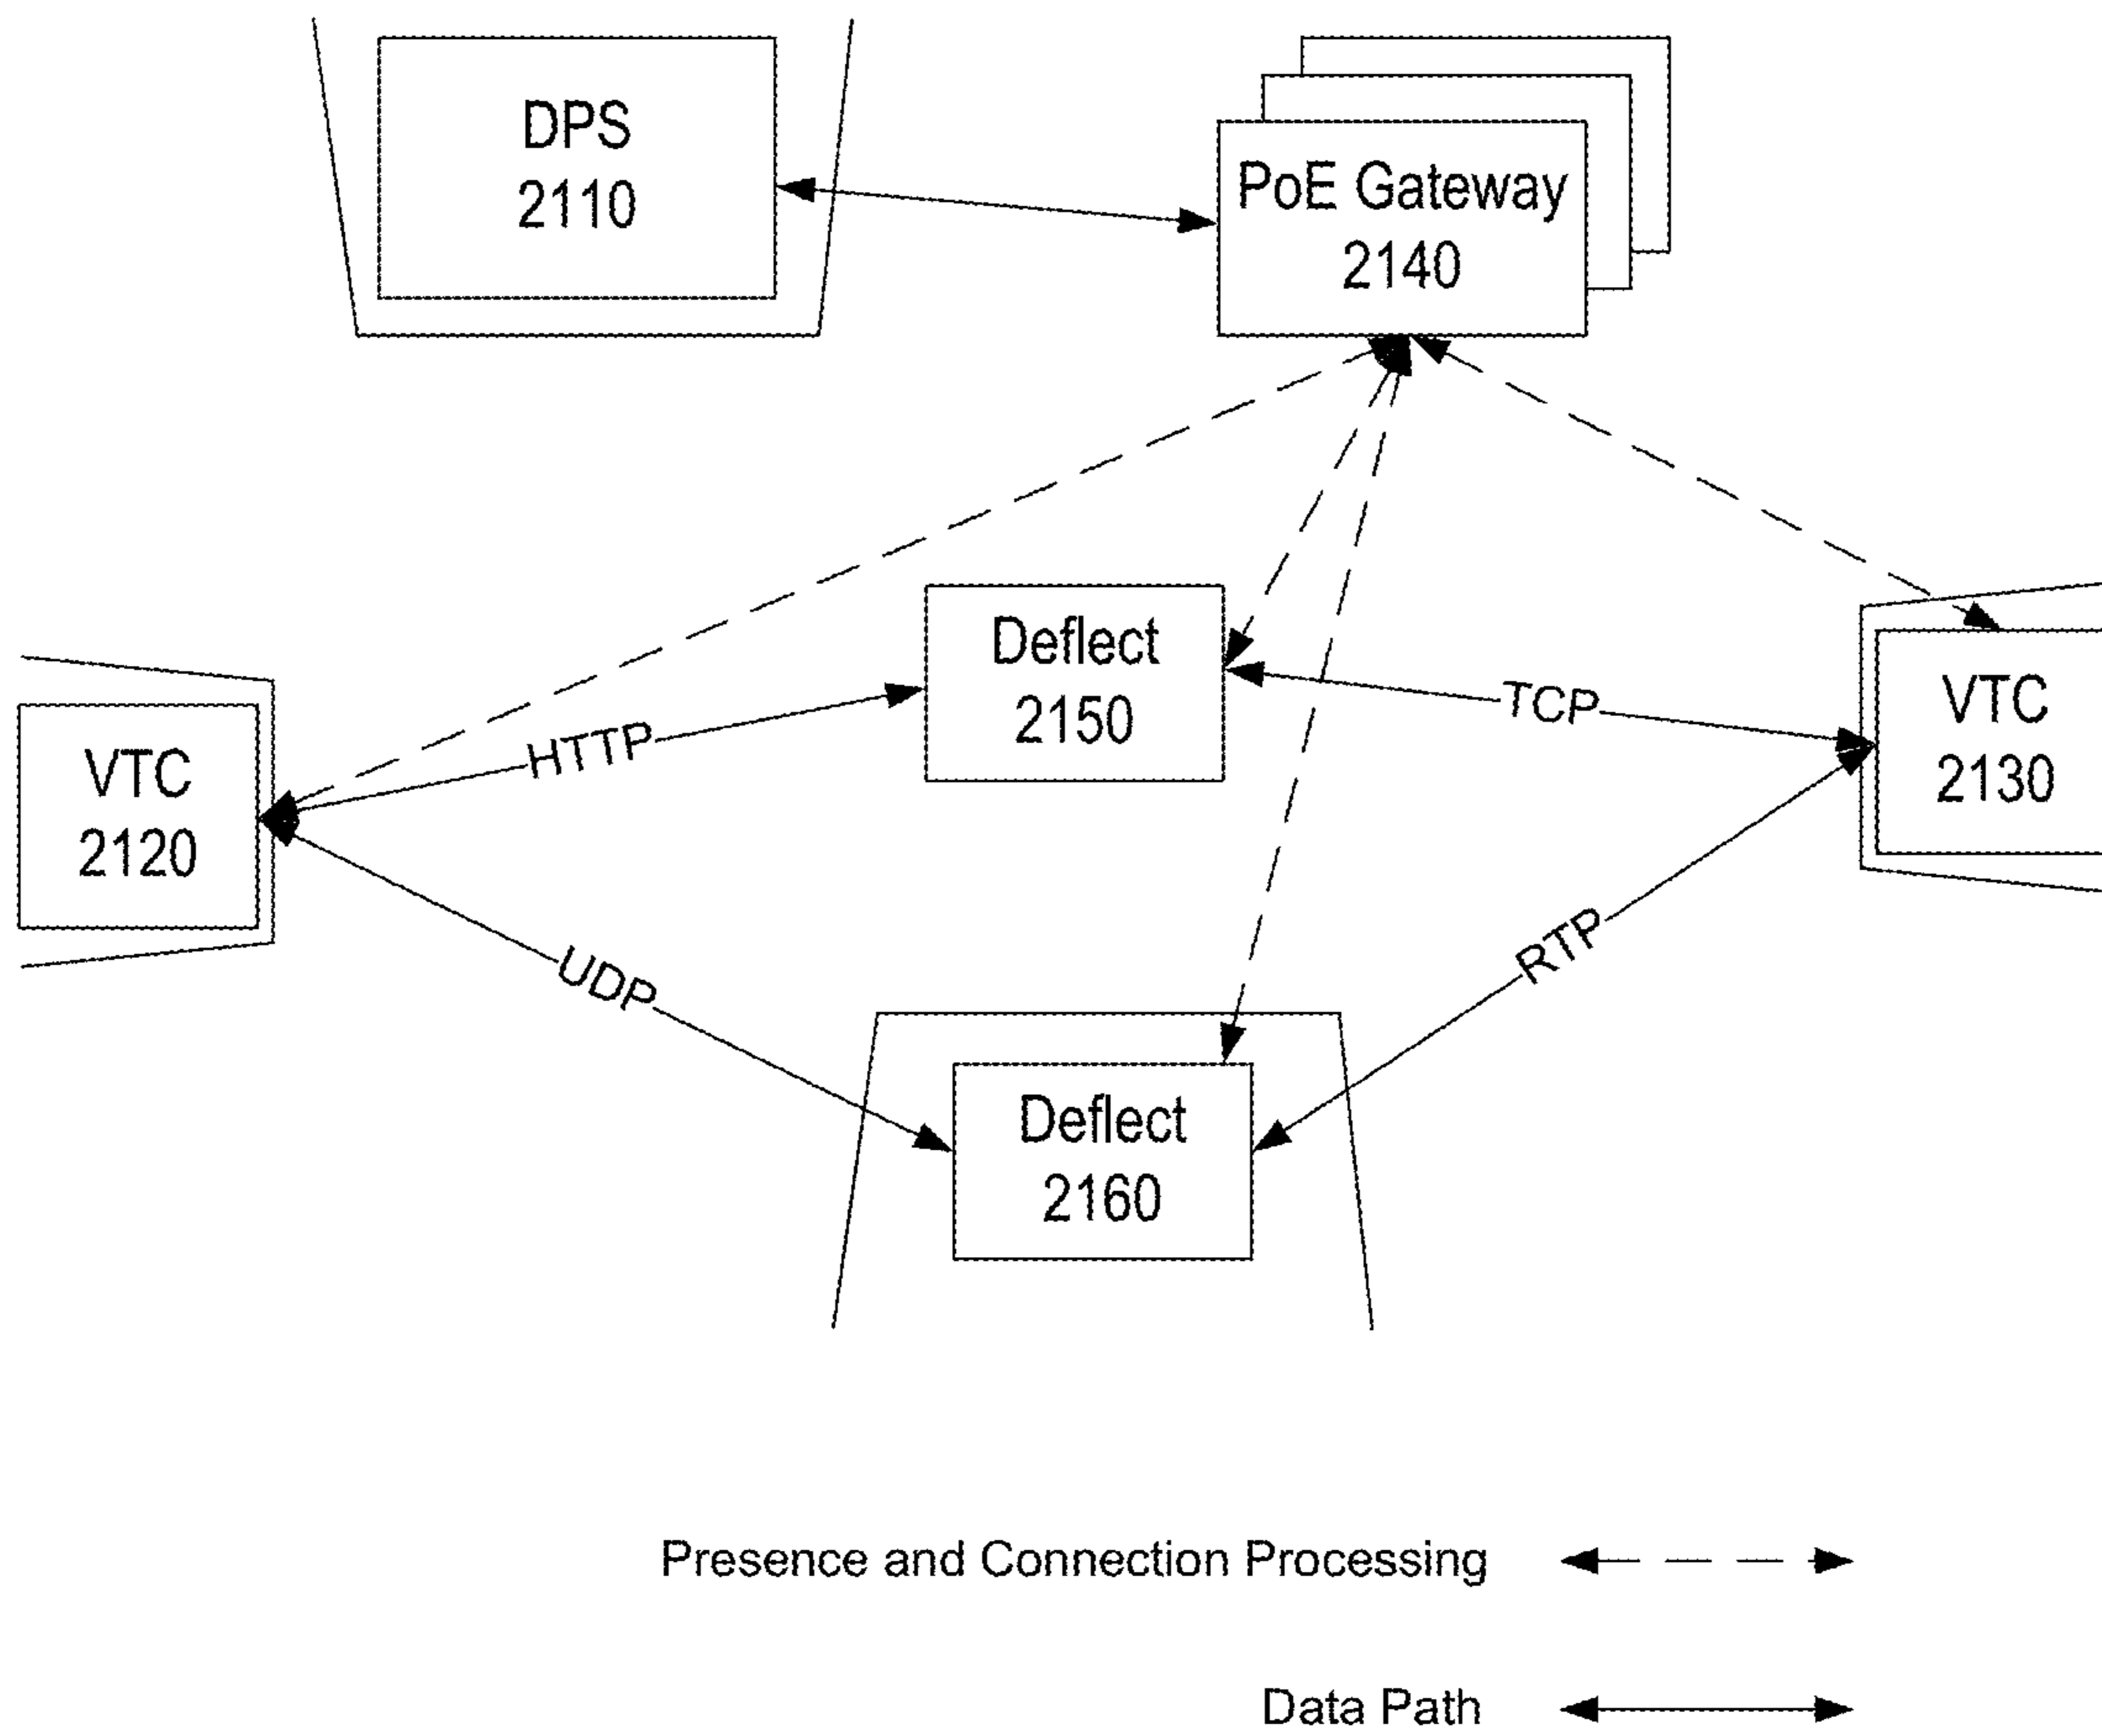 DPS
2110
PoE Gateway
2140
Deflect
2150
TCP
VTC
2130
HTTP
VTC
2120
UDP
RTP
Deflect
2160
Presence and Connection Processing
Data Path